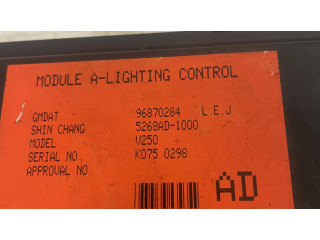 MODULE A-LIGHTING CONTROL
GMDAT 96870284 L.E.J
SHIN CHANG 5268AD-1000
MODEL V250
SERIAL NO. K075 0298
APPROVAL NO
AD